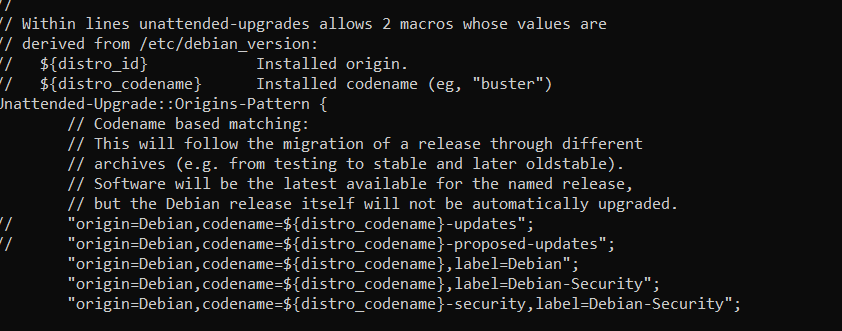 //
// Within lines unattended-upgrades allows 2 macros whose values are
// derived from /etc/debian_version:
//   ${distro_id}            Installed origin.
//   ${distro_codename}      Installed codename (eg, "buster")
Unattended-Upgrade::Origins-Pattern {
        // Codename based matching:
        // This will follow the migration of a release through different
        // archives (e.g. from testing to stable and later oldstable).
        // Software will be the latest available for the named release,
        // but the Debian release itself will not be automatically upgraded.
//      "origin=Debian,codename=${distro_codename}-updates";
//      "origin=Debian,codename=${distro_codename}-proposed-updates";
        "origin=Debian,codename=${distro_codename},label=Debian";
        "origin=Debian,codename=${distro_codename},label=Debian-Security";
        "origin=Debian,codename=${distro_codename}-security,label=Debian-Security";